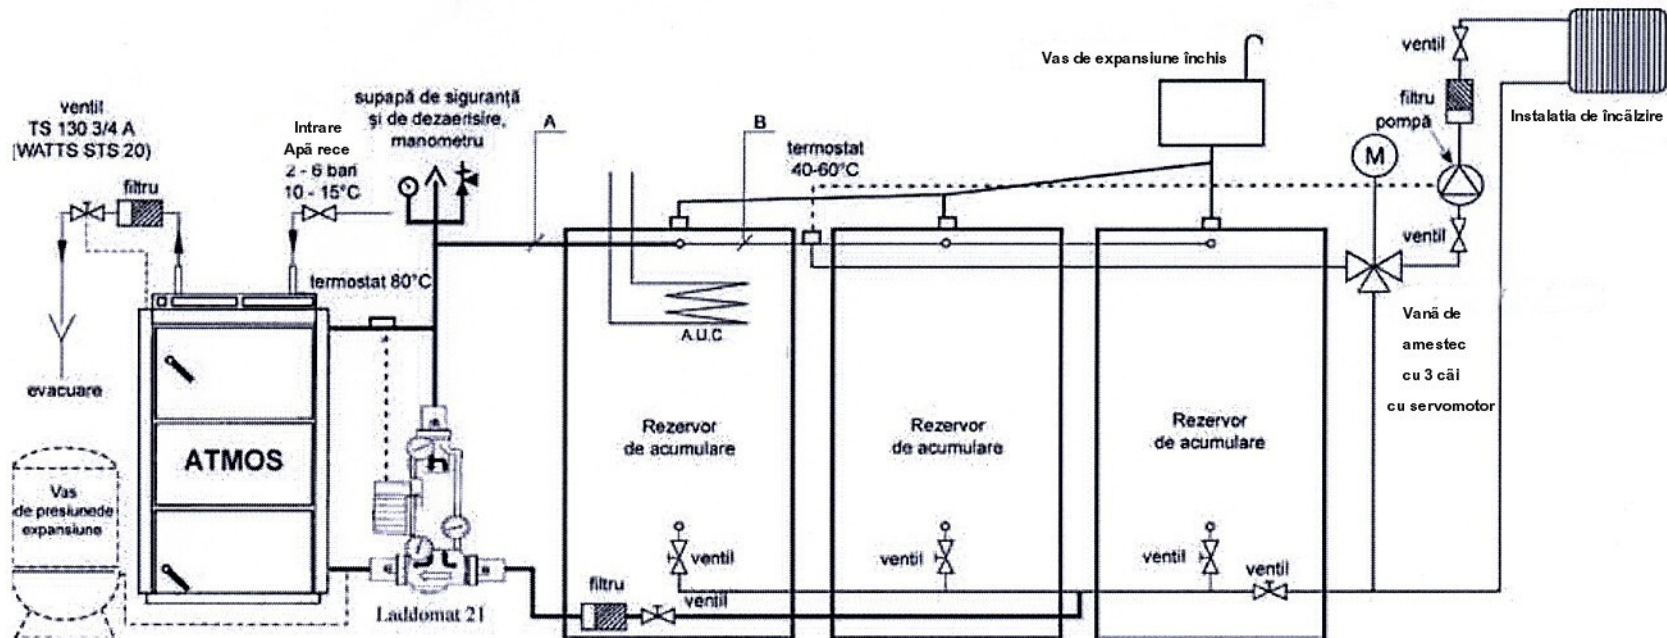 ventil
TS 130 3/4 A
(WATTS STS 20)
filtru
Intrare
Apă rece
2 - 6 bari
10 - 15°C
supapă de siguranță
și de dezaerisire,
manometru
A
B
termostat
40-60°C
Vas de expansiune închis
M
ventil
filtru
pompă
Instalatia de încălzire
ventil
termostat 80°C
A.U.C
Vană de
amestec
cu 3 căi
cu servomotor
evacuare
ATMOS
Vas
de presiunede
expansiune
Rezervor
de acumulare
Rezervor
de acumulare
Rezervor
de acumulare
ventil
ventil
ventil
ventil
filtru
ventil
Laddomat 21